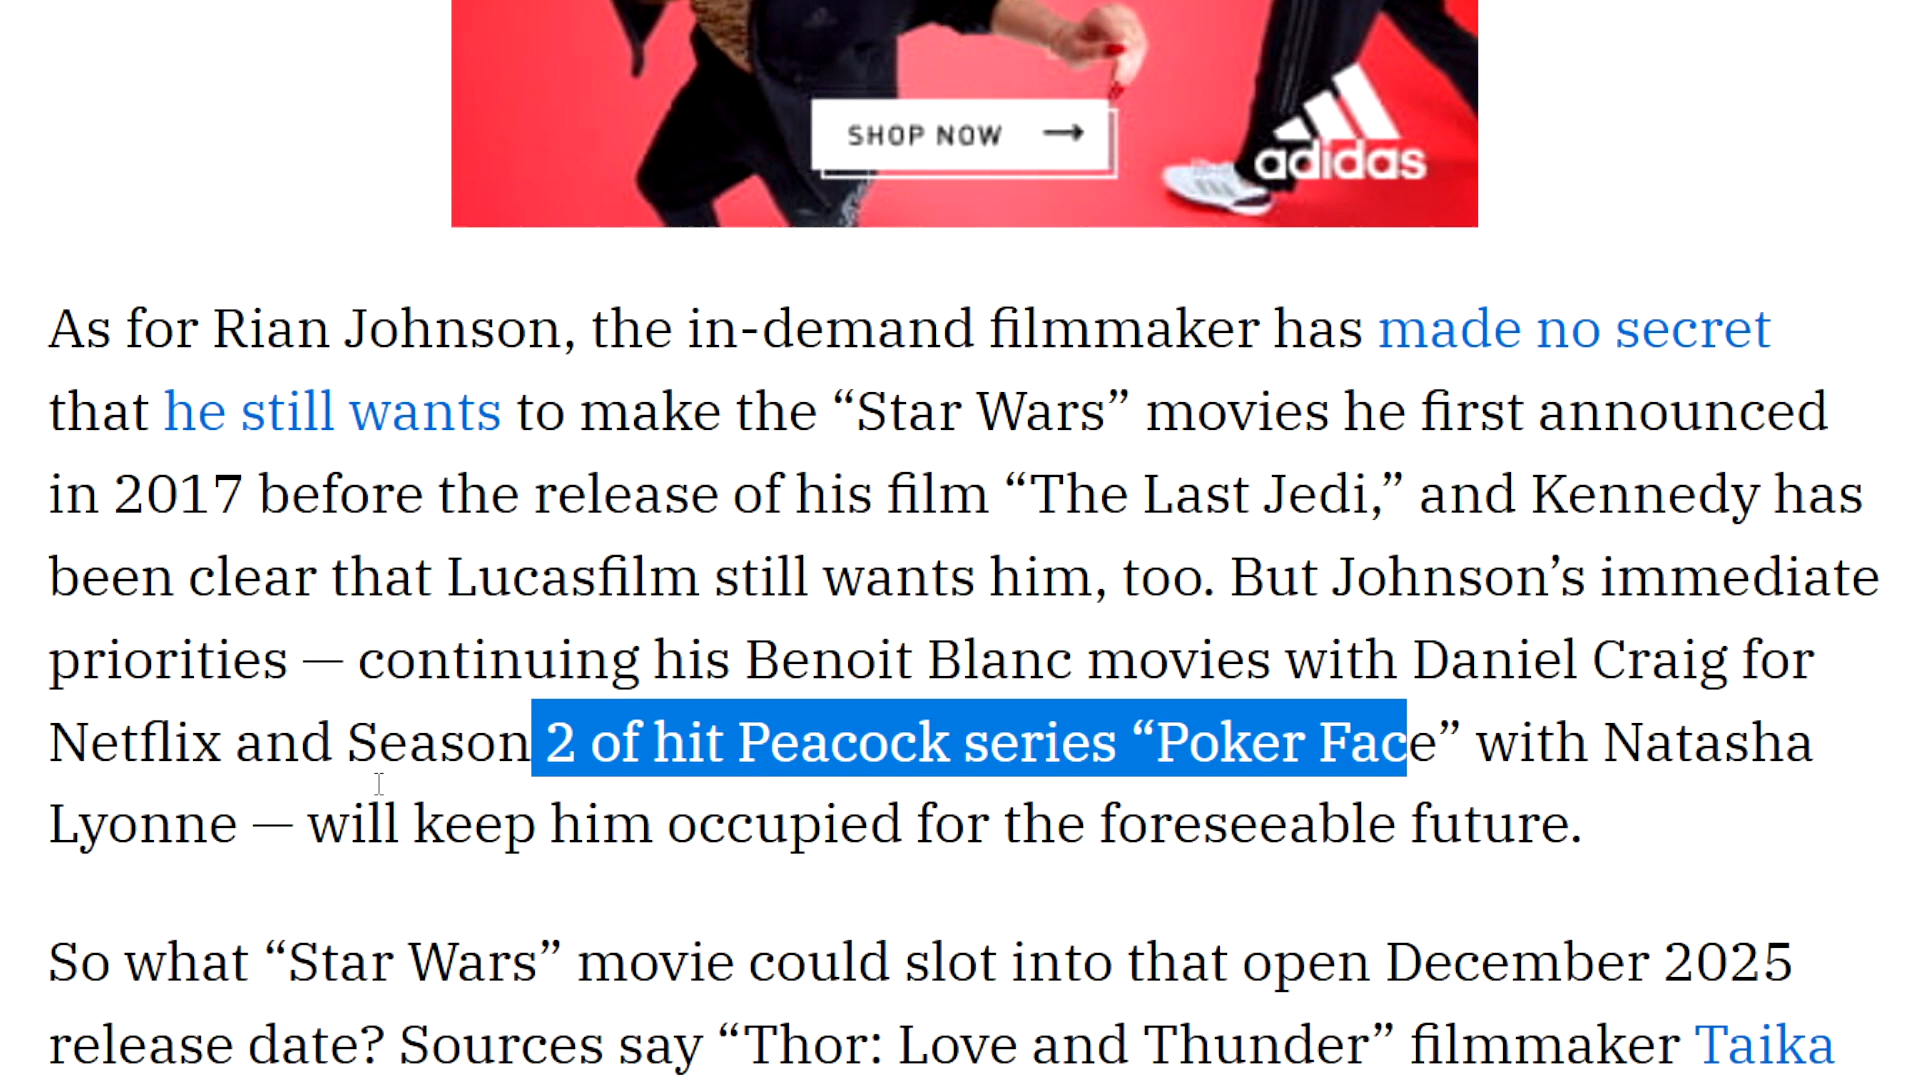 SHOP NOW →
adidas
As for Rian Johnson, the in-demand filmmaker has made no secret
that he still wants to make the “Star Wars” movies he first announced
in 2017 before the release of his film “The Last Jedi,” and Kennedy has
been clear that Lucasfilm still wants him, too. But Johnson’s immediate
priorities — continuing his Benoit Blanc movies with Daniel Craig for
Netflix and Season 2 of hit Peacock series “Poker Face” with Natasha
Lyonne — will keep him occupied for the foreseeable future.
So what “Star Wars” movie could slot into that open December 2025
release date? Sources say “Thor: Love and Thunder” filmmaker Taika